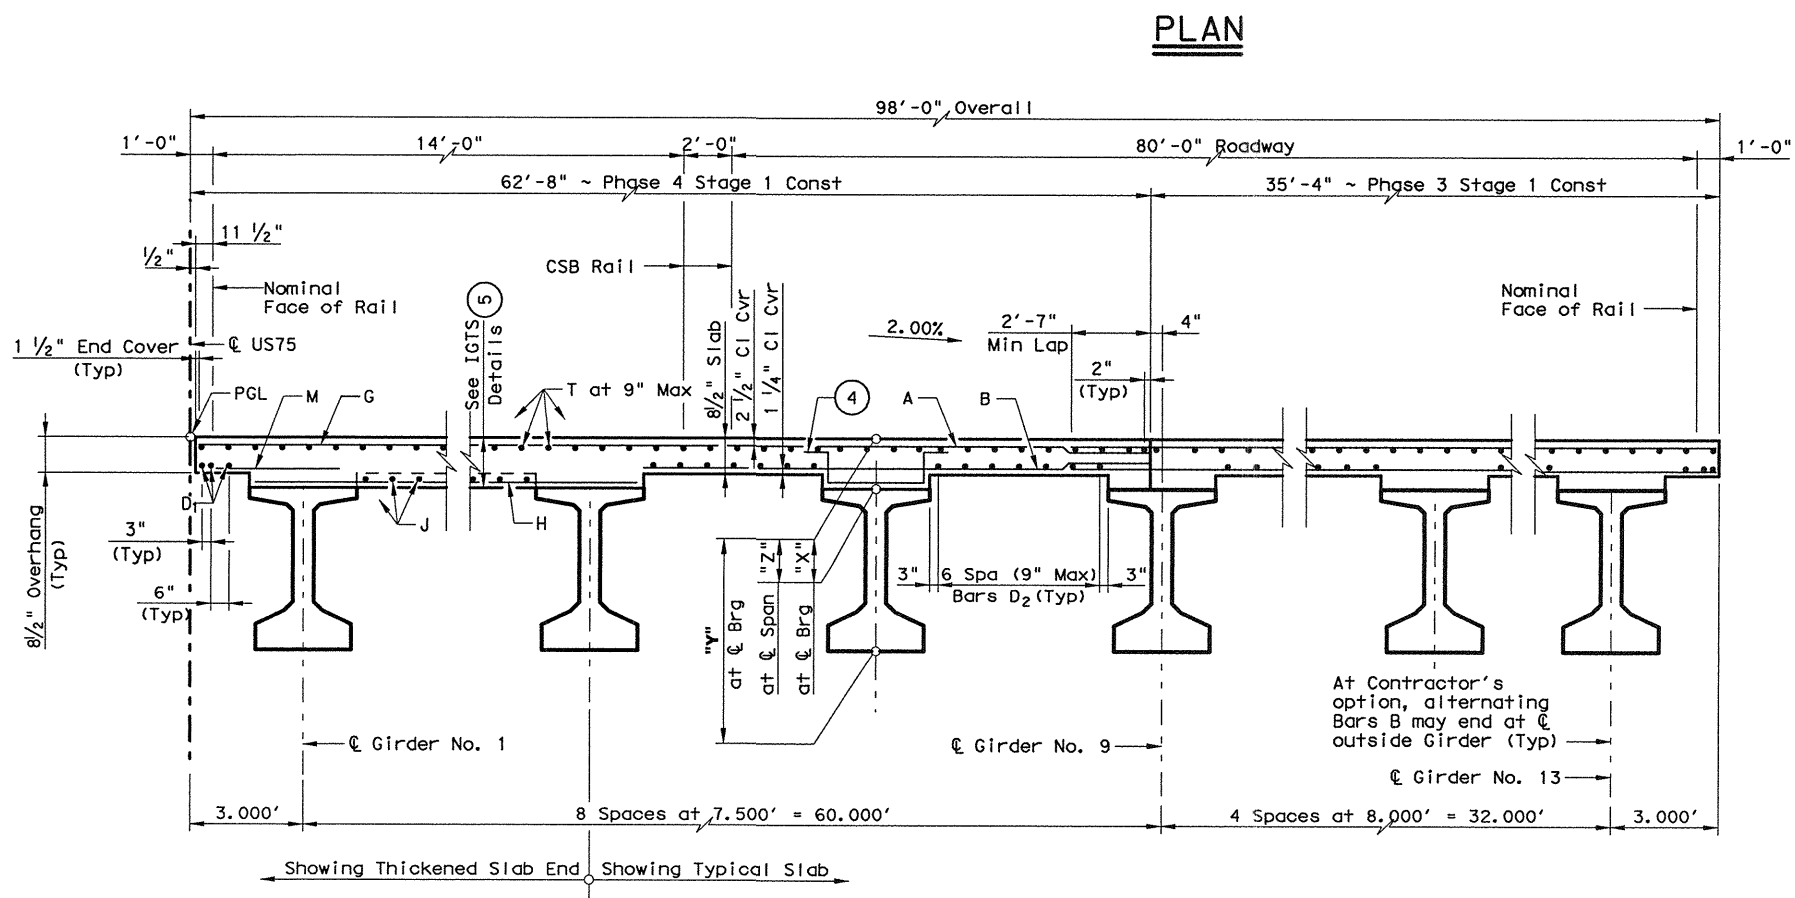 PLAN
98'-0" Overall
1'-0"
14'-0"
2'-0"
80'-0" Roadway
1'-0"
62'-8" ~ Phase 4 Stage 1 Const
35'-4" ~ Phase 3 Stage 1 Const
11 1/2"
1/2"
CSB Rail
Nominal
Face of Rail
Nominal
Face of Rail
℄ US75
1 1/2" End Cover
(Typ)
PGL
M
G
See IGTS
Details
5
T at 9" Max
8 1/2" Slab
2 1/2" Cl Cvr
1 1/4" Cl Cvr
2.00%
2'-7"
Min Lap
4"
2"
(Typ)
4
A
B
D1
J
H
3"
(Typ)
6"
(Typ)
8 1/2" Overhang
(Typ)
"Y"
at ℄ Brg
"Z"
at ℄ Span
"X"
at ℄ Brg
3"
6 Spa (9" Max)
Bars D2 (Typ)
3"
At Contractor's
option, alternating
Bars B may end at ℄
outside Girder (Typ)
℄ Girder No. 1
℄ Girder No. 9
℄ Girder No. 13
3.000'
8 Spaces at 7.500' = 60.000'
4 Spaces at 8.000' = 32.000'
3.000'
Showing Thickened Slab End
Showing Typical Slab